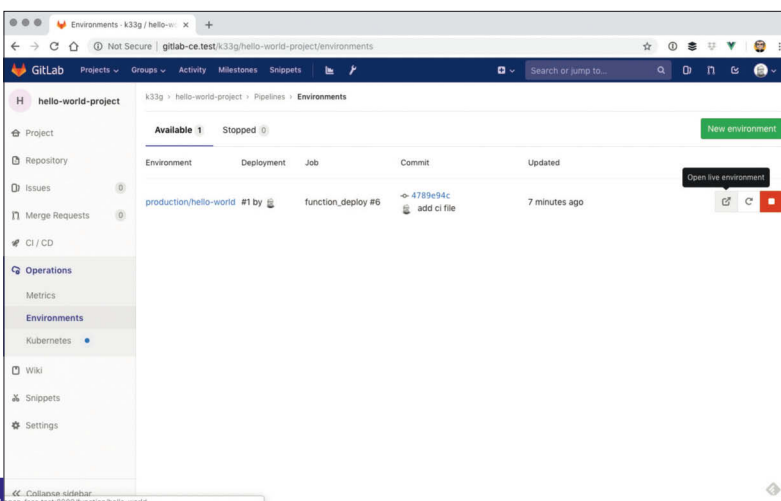 Environments · k33g / hello-w
Not Secure | gitlab-ce.test/k33g/hello-world-project/environments
GitLab Projects Groups Activity Milestones Snippets Search or jump to...
H hello-world-project
k33g > hello-world-project > Pipelines > Environments
Project
Available 1 Stopped 0
New environment
Repository
Environment Deployment Job Commit Updated
Open live environment
Issues 0
production/hello-world #1 by function_deploy #6 4789e94c 7 minutes ago
add ci file
Merge Requests 0
CI / CD
Operations
Metrics
Environments
Kubernetes
Wiki
Snippets
Settings
Collapse sidebar